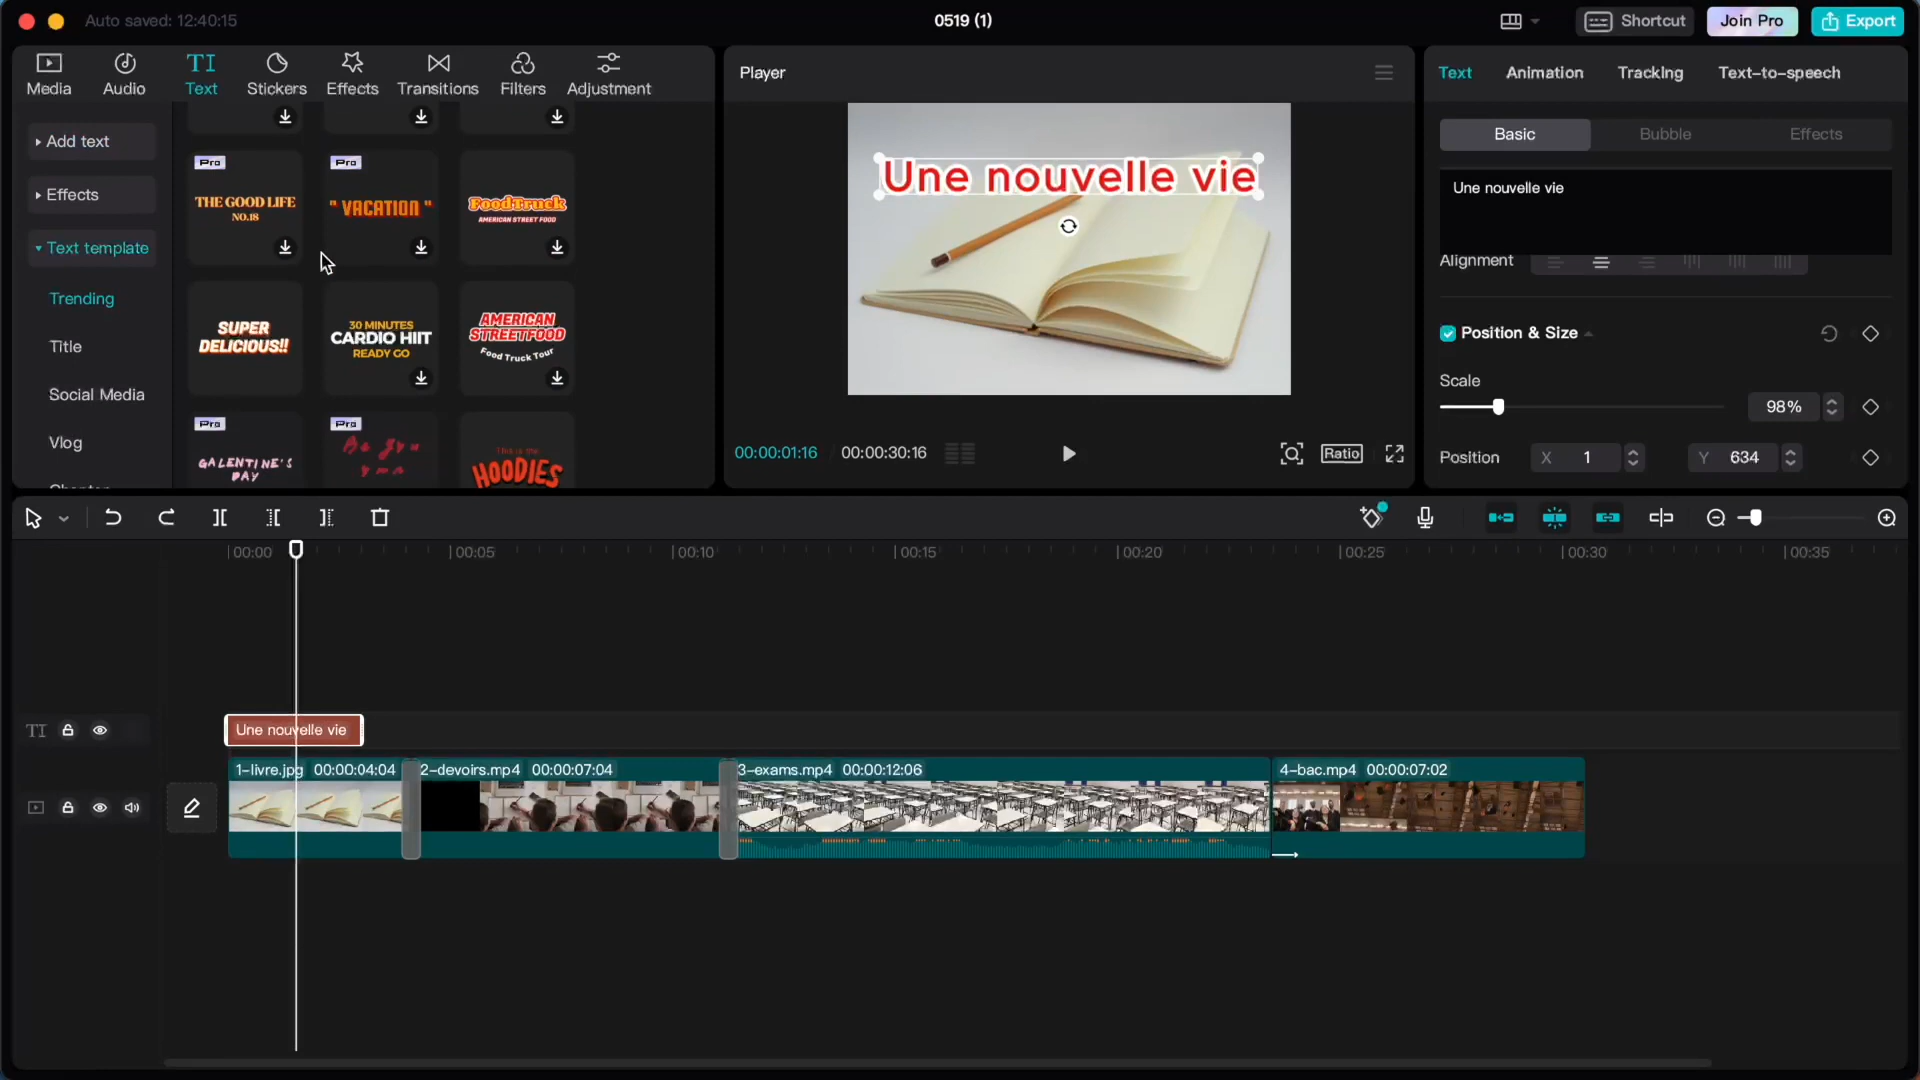 Auto saved: 12:40:15
0519 (1)
Shortcut
Join Pro
Export
Media
Audio
TI
Text
Stickers
Effects
Transitions
Filters
Adjustment
Add text
Effects
Text template
Trending
Title
Social Media
Vlog
Pro
THE GOOD LIFE
NO.18
Pro
" VACATION "
FoodTruck
AMERICAN STREET FOOD
SUPER
DELICIOUS!!
30 MINUTES
CARDIO HIIT
READY GO
AMERICAN
STREETFOOD
Food Truck Tour
Pro
GALENTINE'S
DAY
Pro
This is the
HOODIES
Player
Une nouvelle vie
00:00:01:16
00:00:30:16
Ratio
Text
Animation
Tracking
Text-to-speech
Basic
Bubble
Effects
Une nouvelle vie
Alignment
Position & Size
Scale
98%
Position
X 1
Y 634
00:00
00:05
00:10
00:15
00:20
00:25
00:30
00:35
TI
Une nouvelle vie
1-livre.jpg 00:00:04:04
2-devoirs.mp4 00:00:07:04
3-exams.mp4 00:00:12:06
4-bac.mp4 00:00:07:02